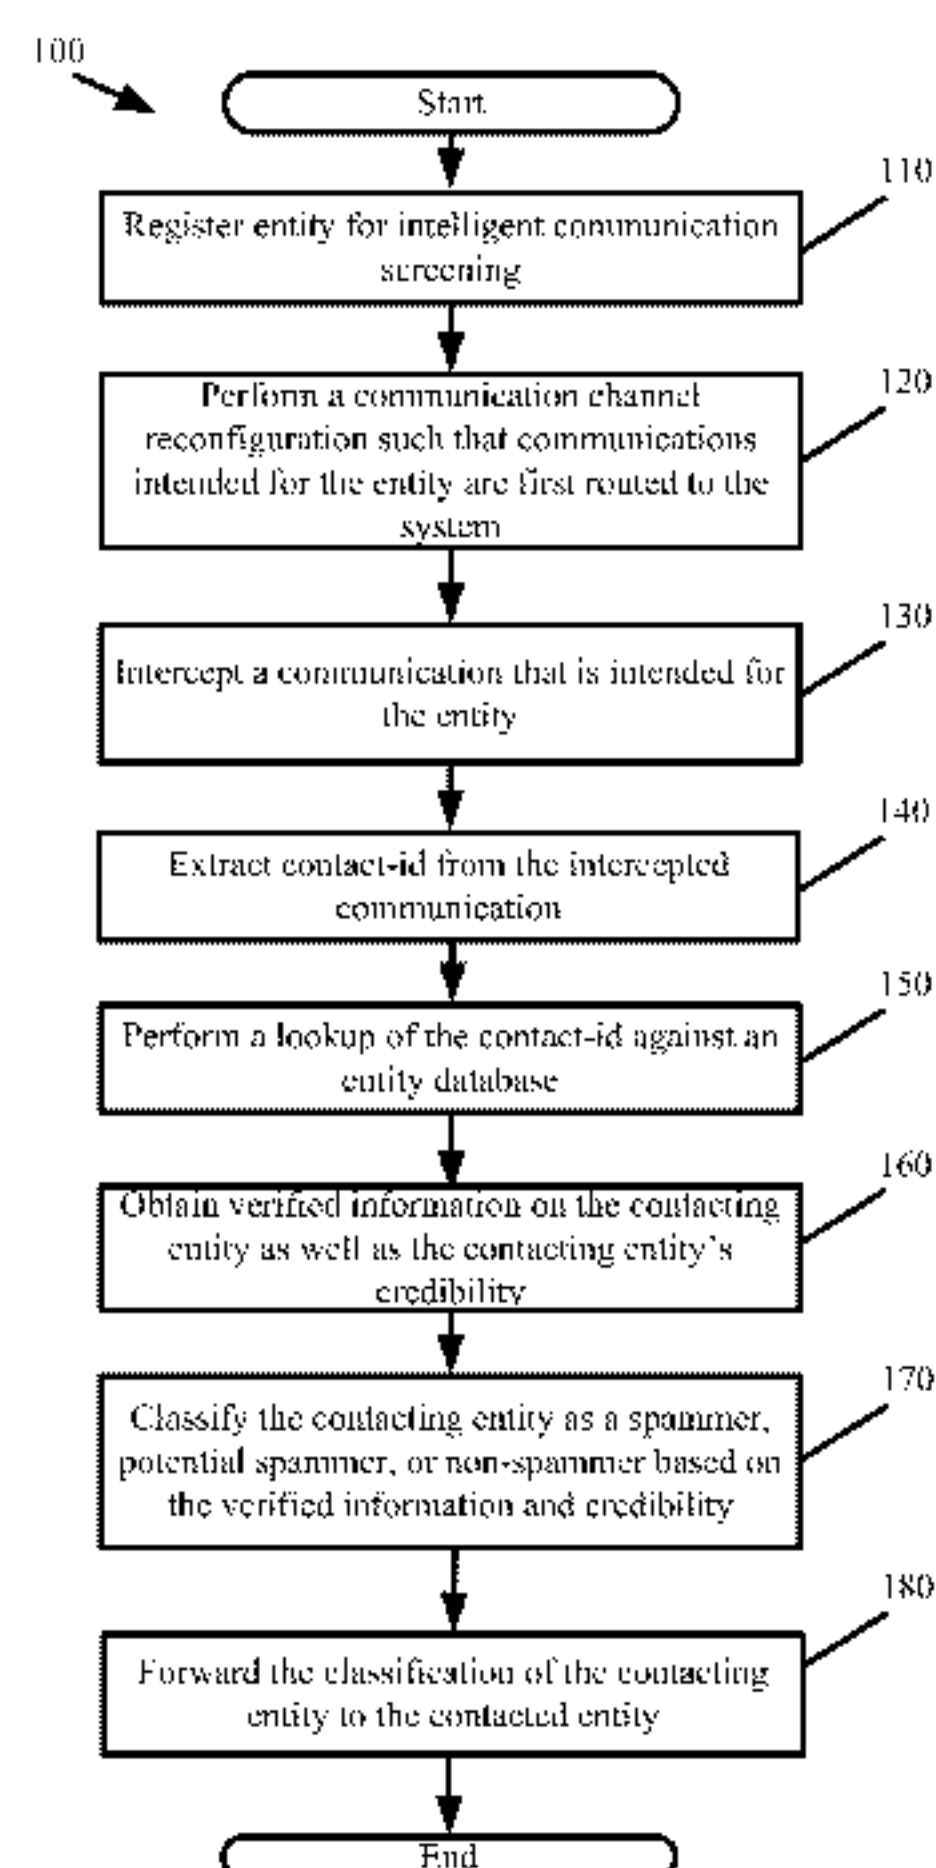 100
Start
110
Register entity for intelligent communication
screening
120
Perform a communication channel
reconfiguration such that communications
intended for the entity are first routed to the
system
130
Intercept a communication that is intended for
the entity
140
Extract contact-id from the intercepted
communication
150
Perform a lookup of the contact-id against an
entity database
160
Obtain verified information on the contacting
entity as well as the contacting entity's
credibility
170
Classify the contacting entity as a spammer,
potential spammer, or non-spammer based on
the verified information and credibility
180
Forward the classification of the contacting
entity to the contacted entity
End